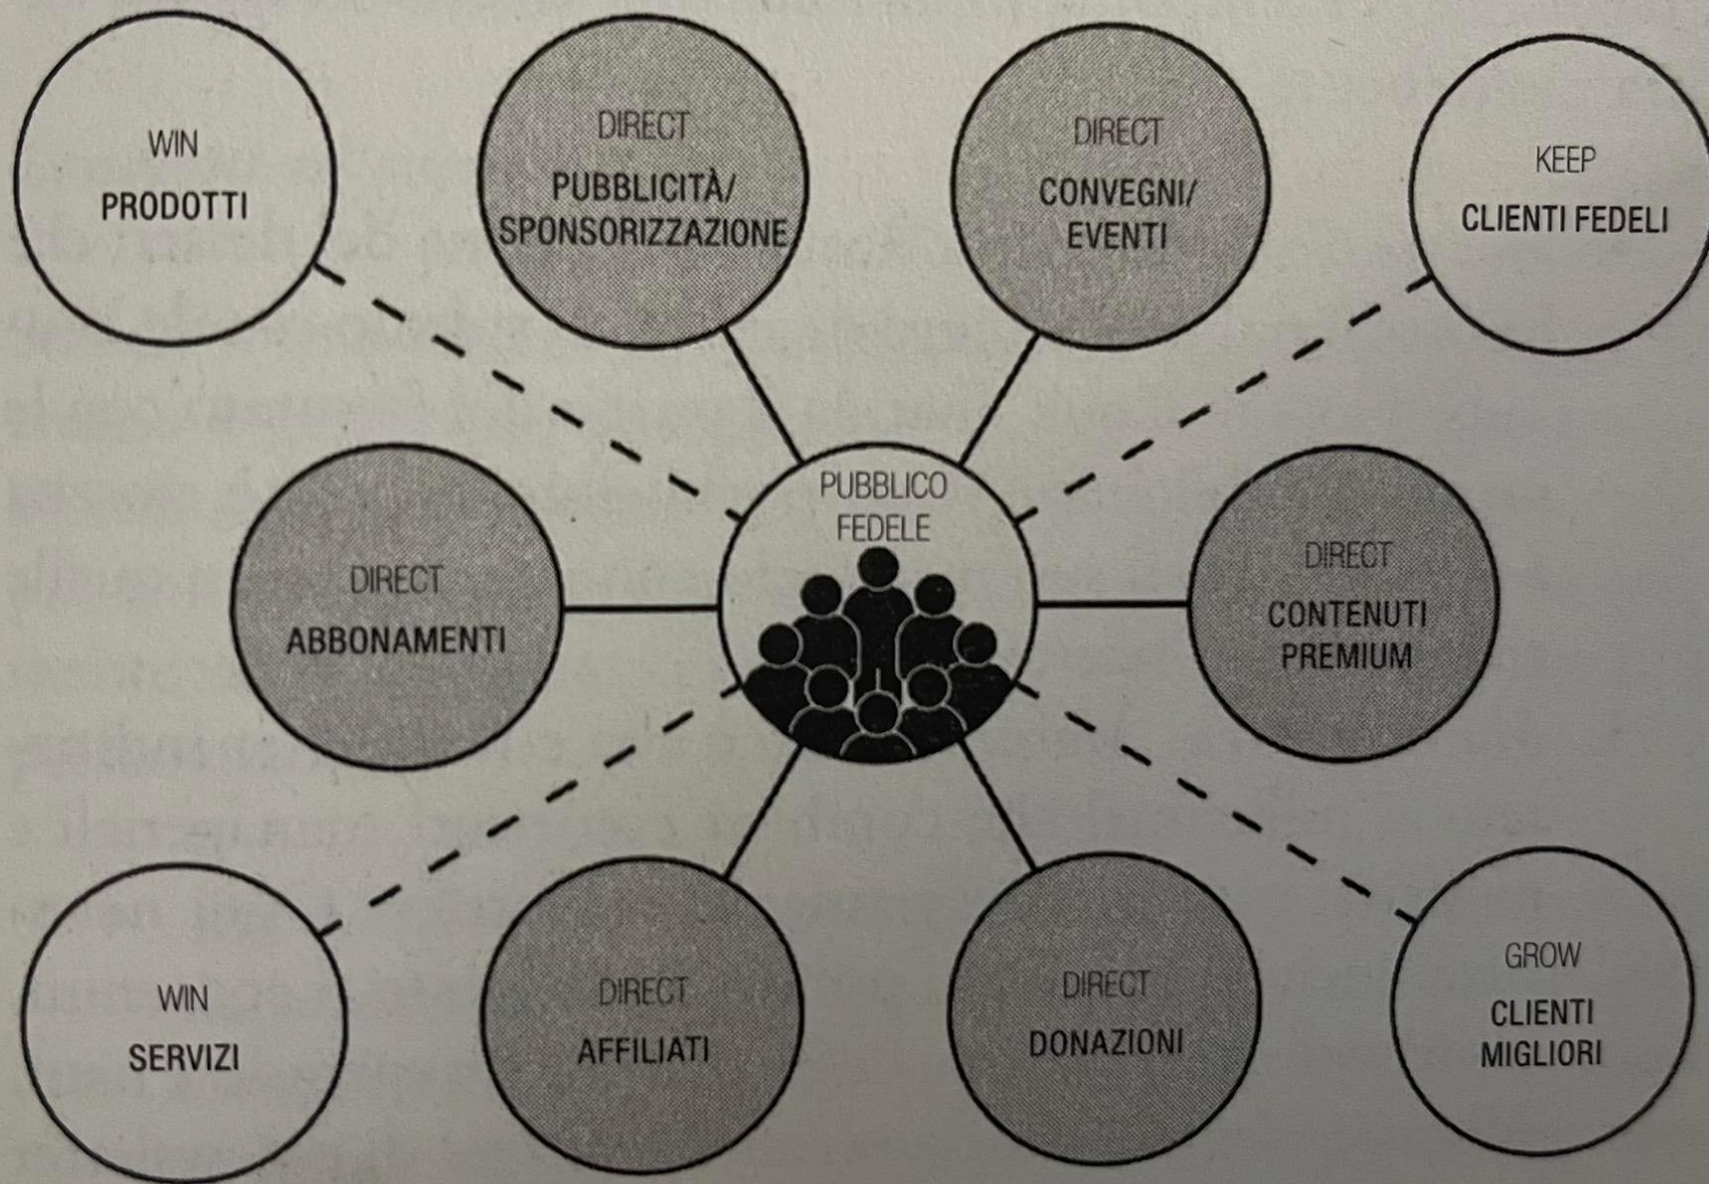 WIN
PRODOTTI
DIRECT
PUBBLICITÀ/
SPONSORIZZAZIONE
DIRECT
CONVEGNI/
EVENTI
KEEP
CLIENTI FEDELI
DIRECT
ABBONAMENTI
PUBBLICO
FEDELE
DIRECT
CONTENUTI
PREMIUM
WIN
SERVIZI
DIRECT
AFFILIATI
DIRECT
DONAZIONI
GROW
CLIENTI
MIGLIORI